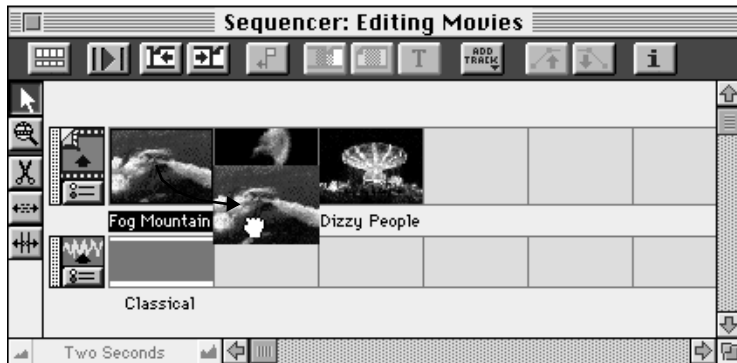 Sequencer: Editing Movies
T
ADD TRACK
i
Fog Mountain
Dizzy People
Classical
Two Seconds